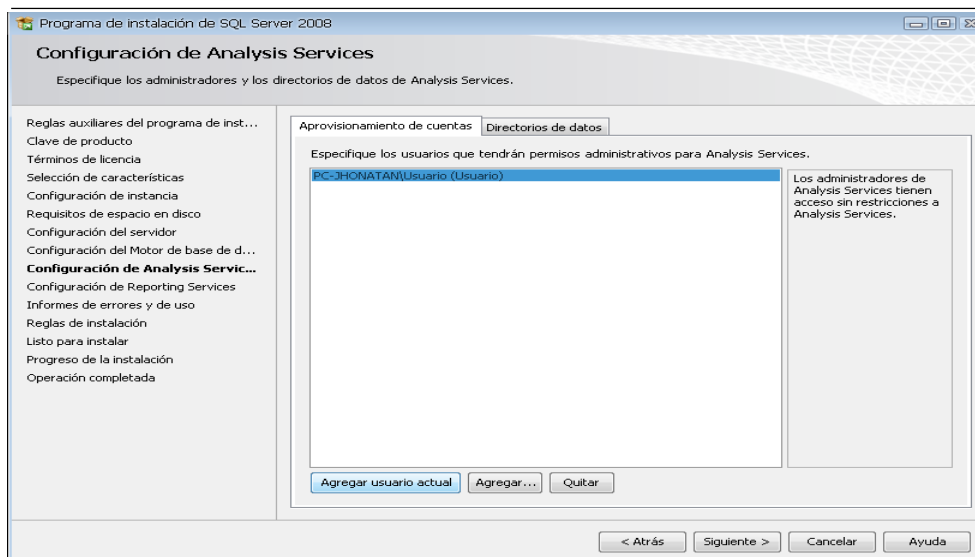 Programa de instalación de SQL Server 2008
Configuración de Analysis Services
Especifique los administradores y los directorios de datos de Analysis Services.
Reglas auxiliares del programa de inst...
Clave de producto
Términos de licencia
Selección de características
Configuración de instancia
Requisitos de espacio en disco
Configuración del servidor
Configuración del Motor de base de d...
Configuración de Analysis Servic...
Configuración de Reporting Services
Informes de errores y de uso
Reglas de instalación
Listo para instalar
Progreso de la instalación
Operación completada
Aprovisionamiento de cuentas
Directorios de datos
Especifique los usuarios que tendrán permisos administrativos para Analysis Services.
PC-JHONATAN\Usuario (Usuario)
Los administradores de
Analysis Services tienen
acceso sin restricciones a
Analysis Services.
Agregar usuario actual
Agregar...
Quitar
< Atrás
Siguiente >
Cancelar
Ayuda